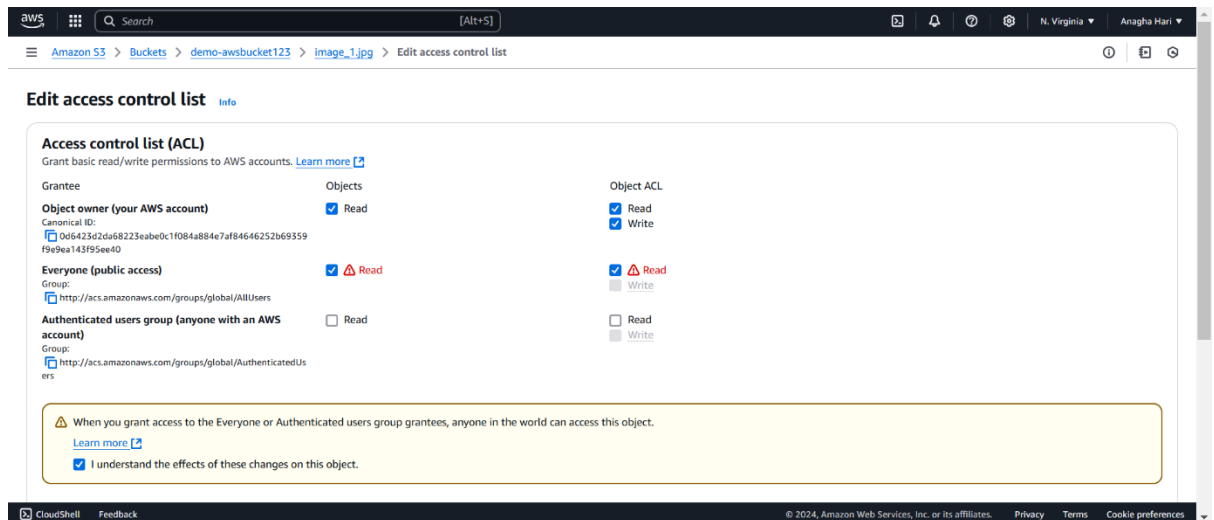 aws Search [Alt+S] N. Virginia Anagha Hari
Amazon S3 > Buckets > demo-awsbucket123 > image_1.jpg > Edit access control list
Edit access control list Info
Access control list (ACL)
Grant basic read/write permissions to AWS accounts. Learn more
Grantee Objects Object ACL
Object owner (your AWS account) Read Read
Canonical ID: Write
0d6423d2da68223eabe0c1f084a884e7af84646252b69359
f9e9ea143f95ee40
Everyone (public access) Read Read
Group: Write
http://acs.amazonaws.com/groups/global/AllUsers
Authenticated users group (anyone with an AWS Read Read
account) Write
Group:
http://acs.amazonaws.com/groups/global/AuthenticatedUs
ers
When you grant access to the Everyone or Authenticated users group grantees, anyone in the world can access this object.
Learn more
I understand the effects of these changes on this object.
CloudShell Feedback © 2024, Amazon Web Services, Inc. or its affiliates. Privacy Terms Cookie preferences